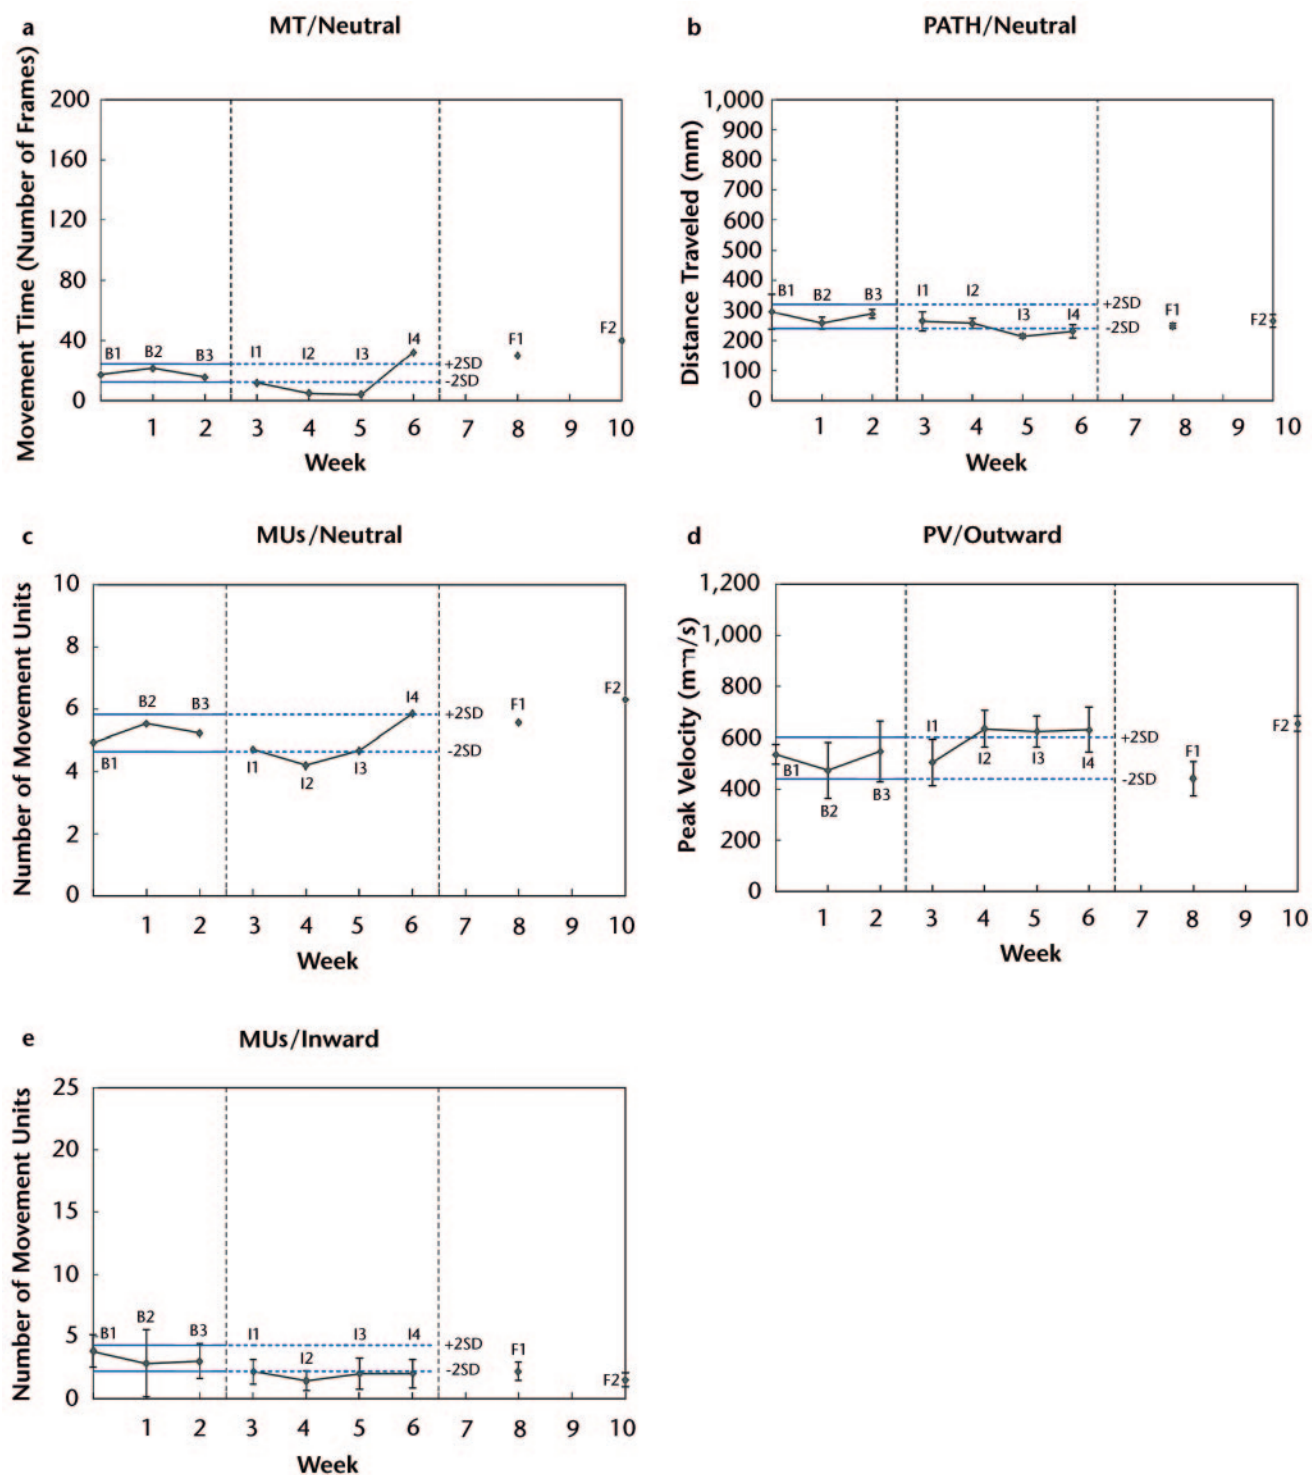 a MT/Neutral
Movement Time (Number of Frames)
200
160
120
80
40
0
B1 B2 B3 I1 I2 I3 I4 F1 F2
+2SD
-2SD
1 2 3 4 5 6 7 8 9 10
Week
b PATH/Neutral
Distance Traveled (mm)
1,000
900
800
700
600
500
400
300
200
100
0
B1 B2 B3 I1 I2 I3 I4 F1 F2
+2SD
-2SD
1 2 3 4 5 6 7 8 9 10
Week
c MUs/Neutral
Number of Movement Units
10
8
6
4
2
0
B1 B2 B3 I1 I2 I3 I4 F1 F2
+2SD
-2SD
1 2 3 4 5 6 7 8 9 10
Week
d PV/Outward
Peak Velocity (mm/s)
1,200
1,000
800
600
400
200
0
B1 B2 B3 I1 I2 I3 I4 F1 F2
+2SD
-2SD
1 2 3 4 5 6 7 8 9 10
Week
e MUs/Inward
Number of Movement Units
25
20
15
10
5
0
B1 B2 B3 I1 I2 I3 I4 F1 F2
+2SD
-2SD
1 2 3 4 5 6 7 8 9 10
Week